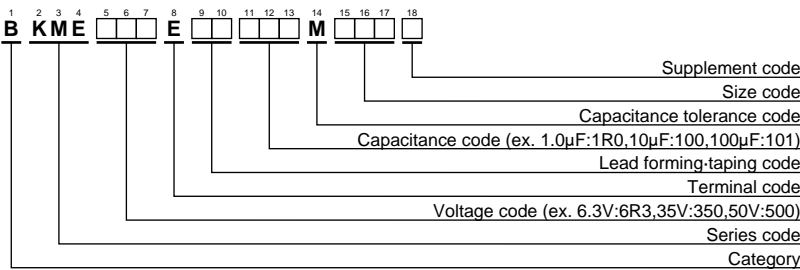 1 2 3 4 5 6 7 8 9 10 11 12 13 14 15 16 17 18
B KME □□□ E □□ □□□ M □□□ □
Supplement code
Size code
Capacitance tolerance code
Capacitance code (ex. 1.0μF:1R0,10μF:100,100μF:101)
Lead forming·taping code
Terminal code
Voltage code (ex. 6.3V:6R3,35V:350,50V:500)
Series code
Category